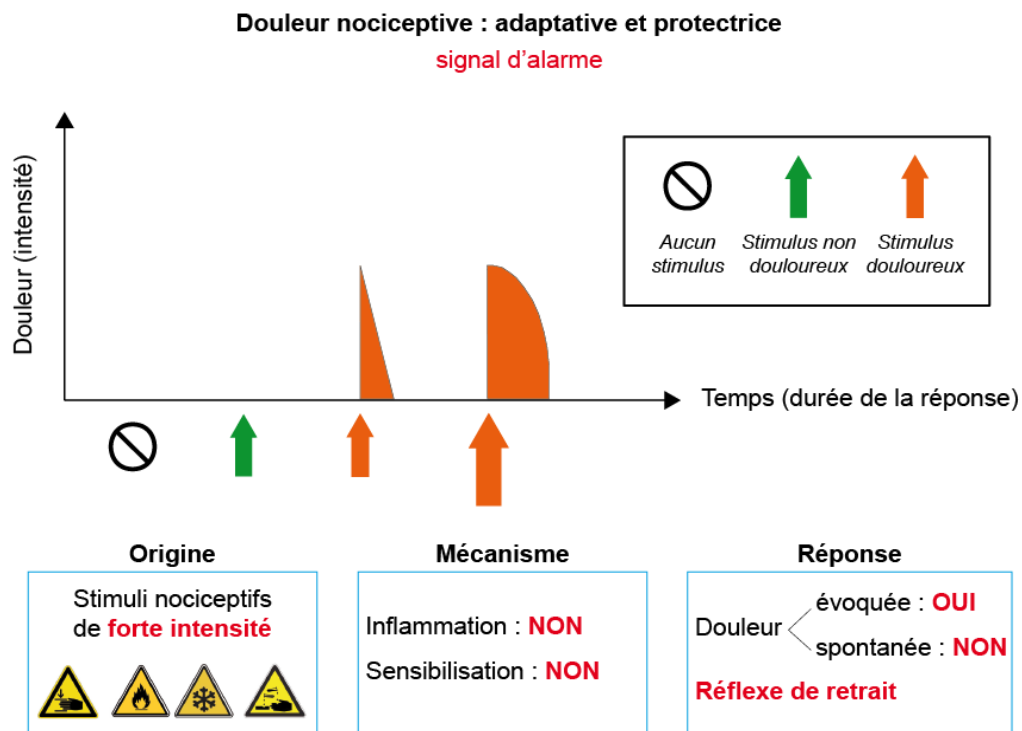 Douleur nociceptive : adaptative et protectrice
signal d’alarme
Douleur (intensité)
Aucun
stimulus
Stimulus non
douloureux
Stimulus
douloureux
Temps (durée de la réponse)
Origine
Stimuli nociceptifs
de forte intensité
Mécanisme
Inflammation : NON
Sensibilisation : NON
Réponse
Douleur
évoquée : OUI
spontanée : NON
Réflexe de retrait